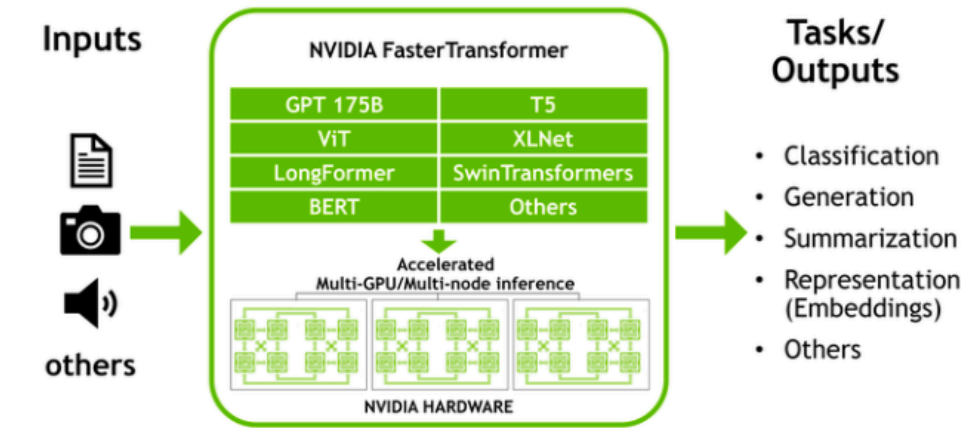 Inputs
others
NVIDIA FasterTransformer
GPT 175B
T5
ViT
XLNet
LongFormer
SwinTransformers
BERT
Others
Accelerated
Multi-GPU/Multi-node inference
NVIDIA HARDWARE
Tasks/
Outputs
• Classification
• Generation
• Summarization
• Representation
(Embeddings)
• Others